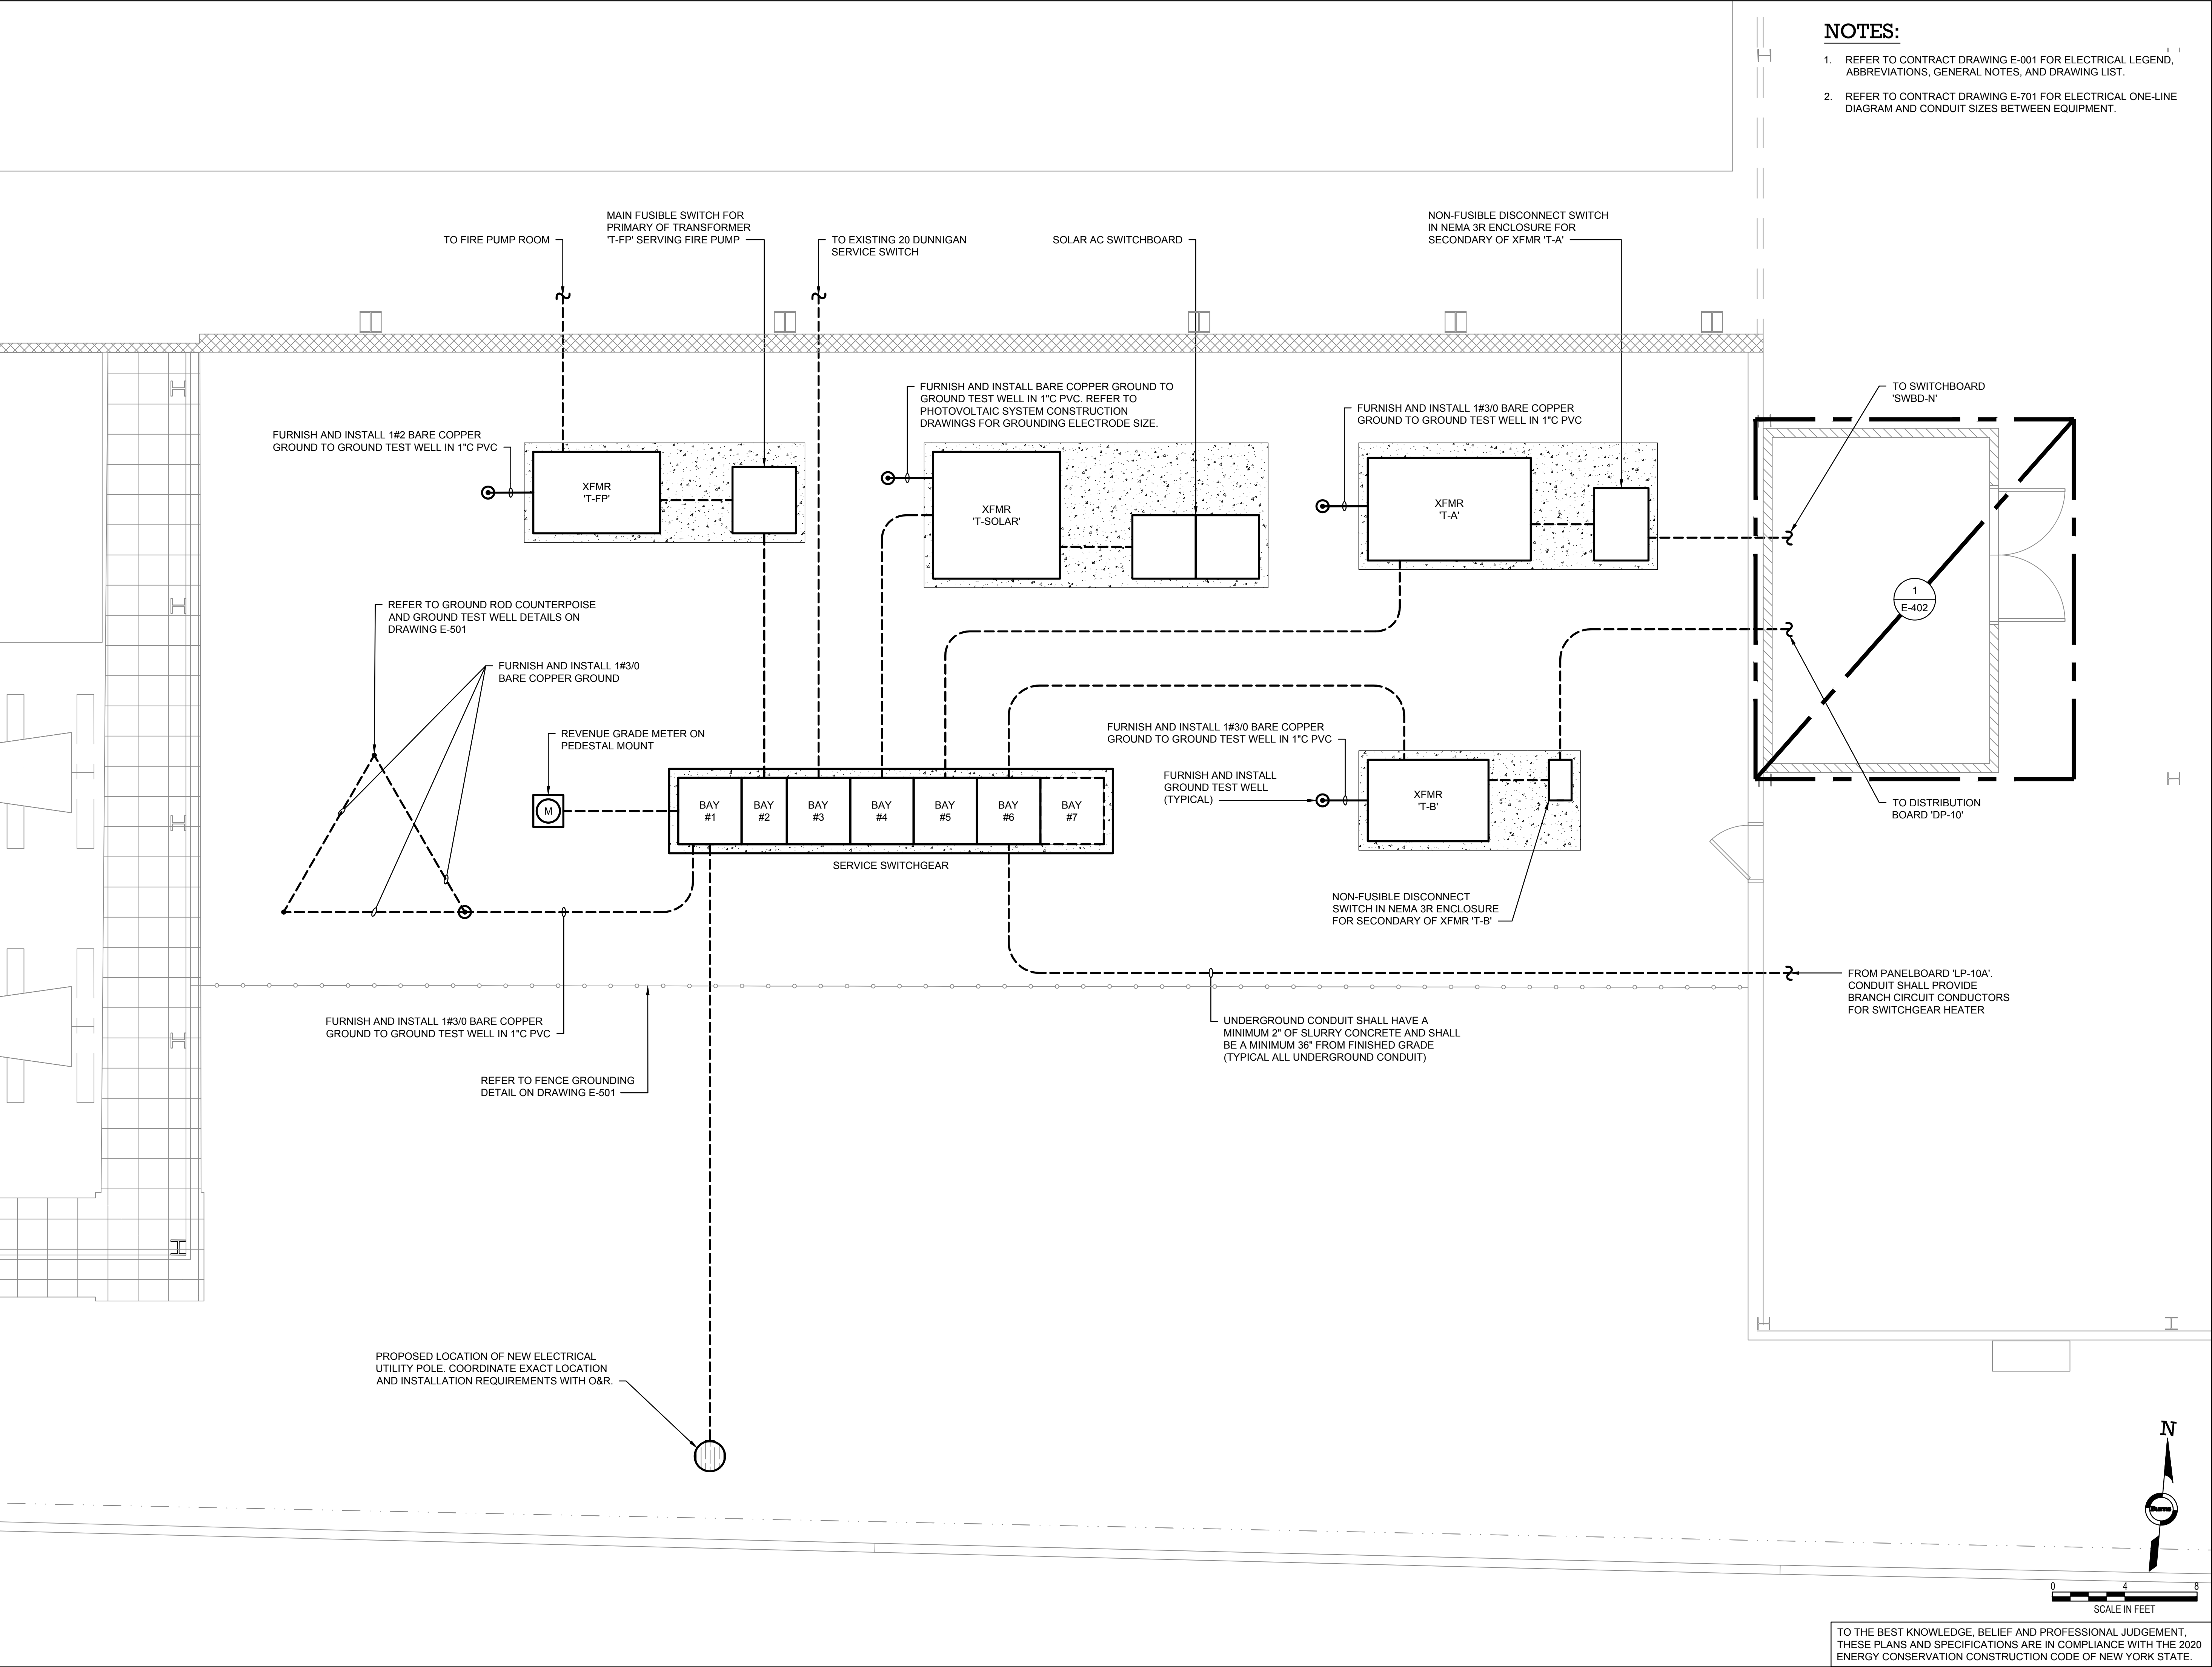 NOTES:
1. REFER TO CONTRACT DRAWING E-001 FOR ELECTRICAL LEGEND,
ABBREVIATIONS, GENERAL NOTES, AND DRAWING LIST.
2. REFER TO CONTRACT DRAWING E-701 FOR ELECTRICAL ONE-LINE
DIAGRAM AND CONDUIT SIZES BETWEEN EQUIPMENT.
TO FIRE PUMP ROOM
MAIN FUSIBLE SWITCH FOR
PRIMARY OF TRANSFORMER
'T-FP' SERVING FIRE PUMP
TO EXISTING 20 DUNNIGAN
SERVICE SWITCH
SOLAR AC SWITCHBOARD
NON-FUSIBLE DISCONNECT SWITCH
IN NEMA 3R ENCLOSURE FOR
SECONDARY OF XFMR 'T-A'
FURNISH AND INSTALL 1#2 BARE COPPER
GROUND TO GROUND TEST WELL IN 1"C PVC
XFMR
'T-FP'
FURNISH AND INSTALL BARE COPPER GROUND TO
GROUND TEST WELL IN 1"C PVC. REFER TO
PHOTOVOLTAIC SYSTEM CONSTRUCTION
DRAWINGS FOR GROUNDING ELECTRODE SIZE.
XFMR
'T-SOLAR'
FURNISH AND INSTALL 1#3/0 BARE COPPER
GROUND TO GROUND TEST WELL IN 1"C PVC
XFMR
'T-A'
TO SWITCHBOARD
'SWBD-N'
1
E-402
REFER TO GROUND ROD COUNTERPOISE
AND GROUND TEST WELL DETAILS ON
DRAWING E-501
FURNISH AND INSTALL 1#3/0
BARE COPPER GROUND
REVENUE GRADE METER ON
PEDESTAL MOUNT
M
BAY
#1
BAY
#2
BAY
#3
BAY
#4
BAY
#5
BAY
#6
BAY
#7
SERVICE SWITCHGEAR
FURNISH AND INSTALL 1#3/0 BARE COPPER
GROUND TO GROUND TEST WELL IN 1"C PVC
FURNISH AND INSTALL
GROUND TEST WELL
(TYPICAL)
XFMR
'T-B'
TO DISTRIBUTION
BOARD 'DP-10'
NON-FUSIBLE DISCONNECT
SWITCH IN NEMA 3R ENCLOSURE
FOR SECONDARY OF XFMR 'T-B'
FROM PANELBOARD 'LP-10A'.
CONDUIT SHALL PROVIDE
BRANCH CIRCUIT CONDUCTORS
FOR SWITCHGEAR HEATER
FURNISH AND INSTALL 1#3/0 BARE COPPER
GROUND TO GROUND TEST WELL IN 1"C PVC
UNDERGROUND CONDUIT SHALL HAVE A
MINIMUM 2" OF SLURRY CONCRETE AND SHALL
BE A MINIMUM 36" FROM FINISHED GRADE
(TYPICAL ALL UNDERGROUND CONDUIT)
REFER TO FENCE GROUNDING
DETAIL ON DRAWING E-501
PROPOSED LOCATION OF NEW ELECTRICAL
UTILITY POLE. COORDINATE EXACT LOCATION
AND INSTALLATION REQUIREMENTS WITH O&R.
N
0 4 8
SCALE IN FEET
TO THE BEST KNOWLEDGE, BELIEF AND PROFESSIONAL JUDGEMENT,
THESE PLANS AND SPECIFICATIONS ARE IN COMPLIANCE WITH THE 2020
ENERGY CONSERVATION CONSTRUCTION CODE OF NEW YORK STATE.